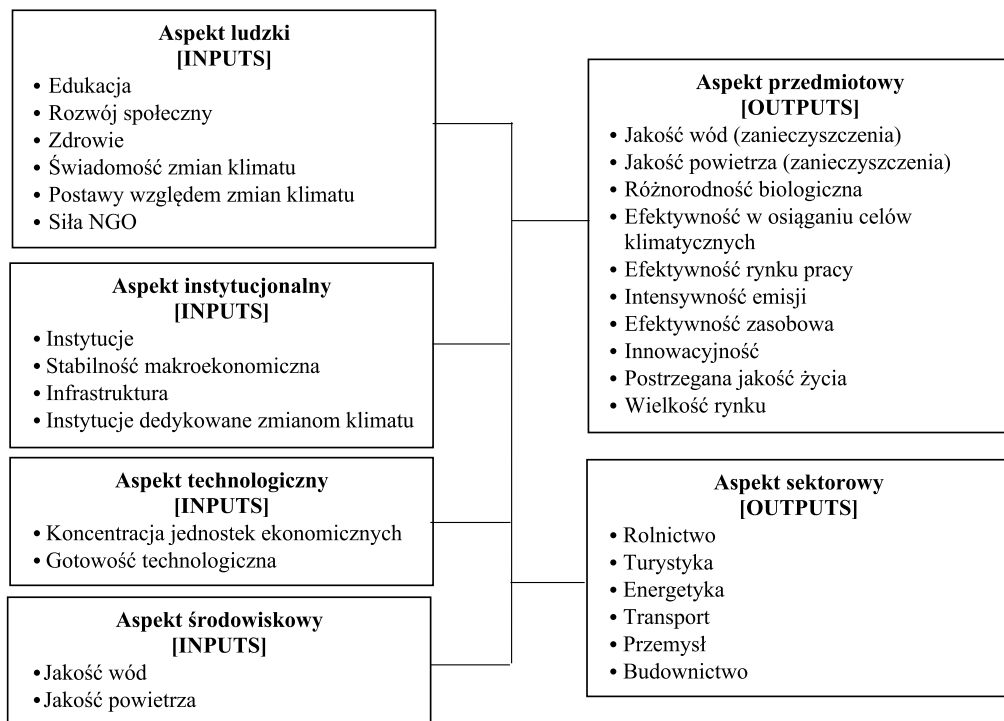 Aspekt ludzki
[INPUTS]
• Edukacja
• Rozwój społeczny
• Zdrowie
• Świadomość zmian klimatu
• Postawy względem zmian klimatu
• Siła NGO
Aspekt instytucjonalny
[INPUTS]
• Instytucje
• Stabilność makroekonomiczna
• Infrastruktura
• Instytucje dedykowane zmianom klimatu
Aspekt technologiczny
[INPUTS]
• Koncentracja jednostek ekonomicznych
• Gotowość technologiczna
Aspekt środowiskowy
[INPUTS]
• Jakość wód
• Jakość powietrza
Aspekt przedmiotowy
[OUTPUTS]
• Jakość wód (zanieczyszczenia)
• Jakość powietrza (zanieczyszczenia)
• Różnorodność biologiczna
• Efektywność w osiąganiu celów
klimatycznych
• Efektywność rynku pracy
• Intensywność emisji
• Efektywność zasobowa
• Innowacyjność
• Postrzegana jakość życia
• Wielkość rynku
Aspekt sektorowy
[OUTPUTS]
• Rolnictwo
• Turystyka
• Energetyka
• Transport
• Przemysł
• Budownictwo